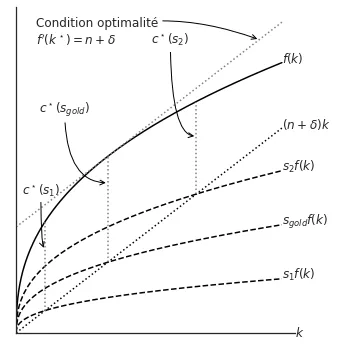 Condition optimalité
f′(k*) = n + δ
c*(s₂)
f(k)
c*(s_gold)
(n + δ)k
s₂f(k)
c*(s₁)
s_gold f(k)
s₁f(k)
k